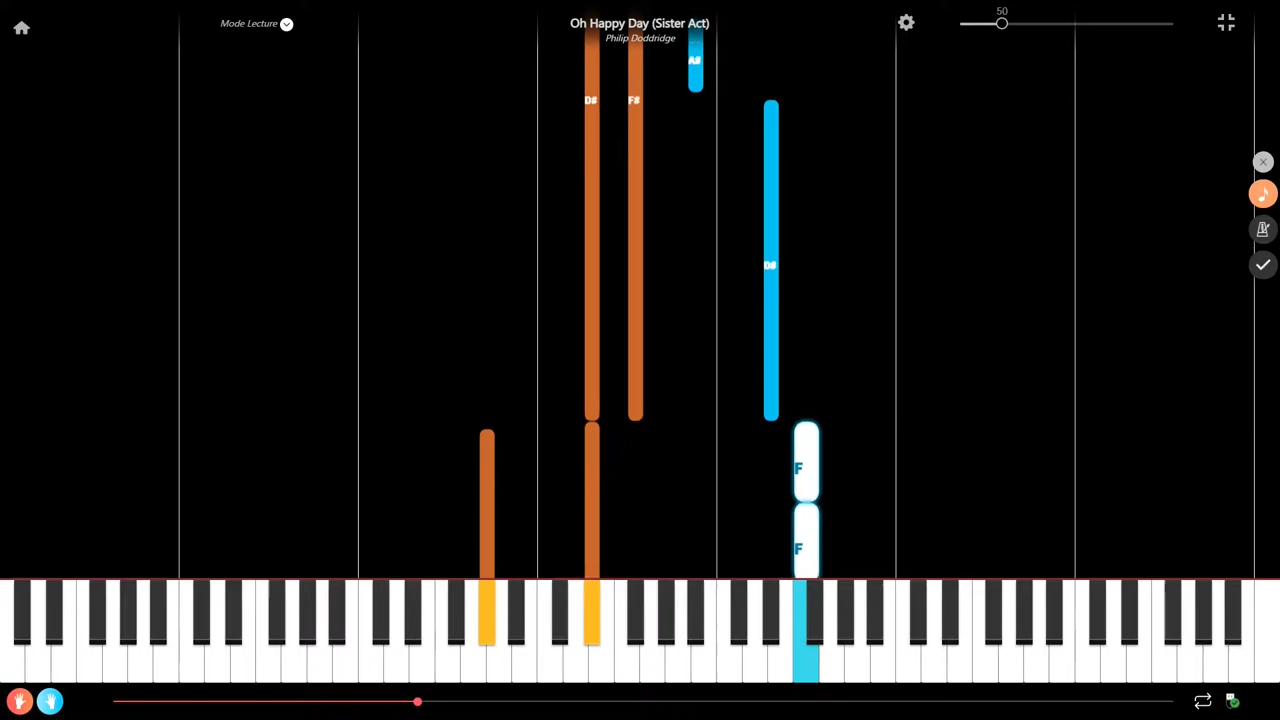 Mode Lecture
Oh Happy Day (Sister Act)
Philip Doddridge
50
A#
D#
F#
D#
F
F